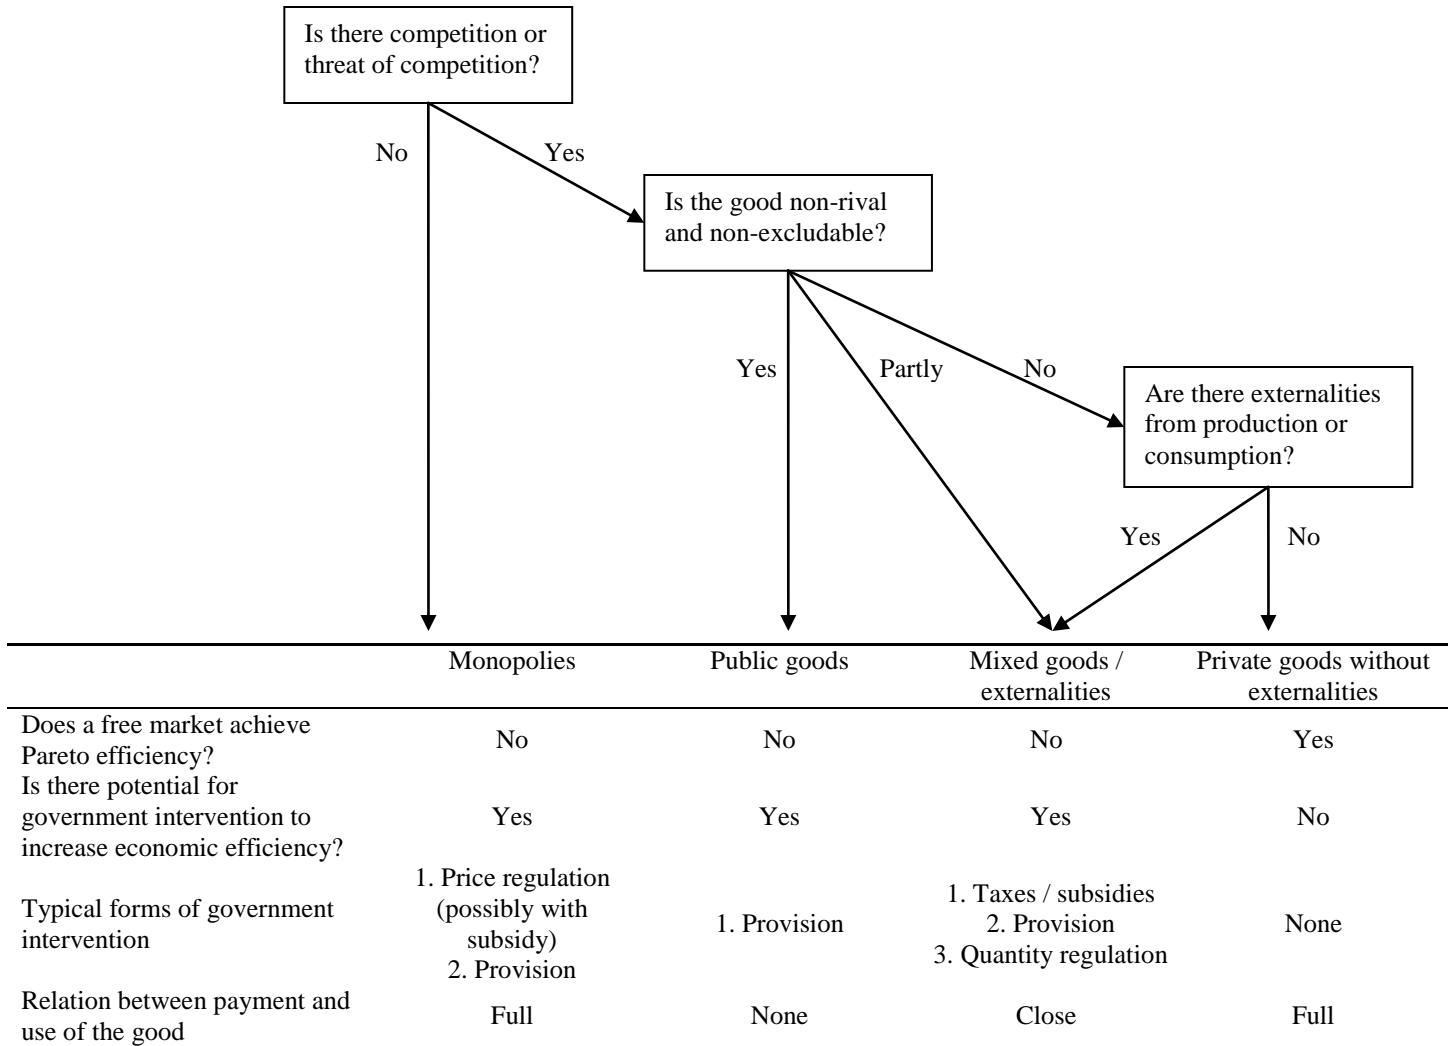 Is there competition or
threat of competition?
No
Yes
Is the good non-rival
and non-excludable?
Yes
Partly
No
Are there externalities
from production or
consumption?
Yes
No
Monopolies
Public goods
Mixed goods /
externalities
Private goods without
externalities
Does a free market achieve
Pareto efficiency?
No
No
No
Yes
Is there potential for
government intervention to
increase economic efficiency?
Yes
Yes
Yes
No
Typical forms of government
intervention
1. Price regulation
(possibly with
subsidy)
2. Provision
1. Provision
1. Taxes / subsidies
2. Provision
3. Quantity regulation
None
Relation between payment and
use of the good
Full
None
Close
Full